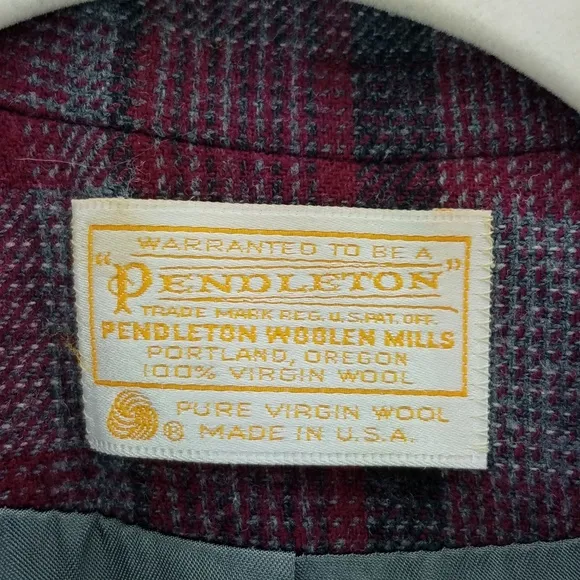 WARRANTED TO BE A
"PENDLETON"
TRADE MARK REG. U.S. PAT. OFF.
PENDLETON WOOLEN MILLS
PORTLAND, OREGON
100% VIRGIN WOOL
PURE VIRGIN WOOL
® MADE IN U.S.A.